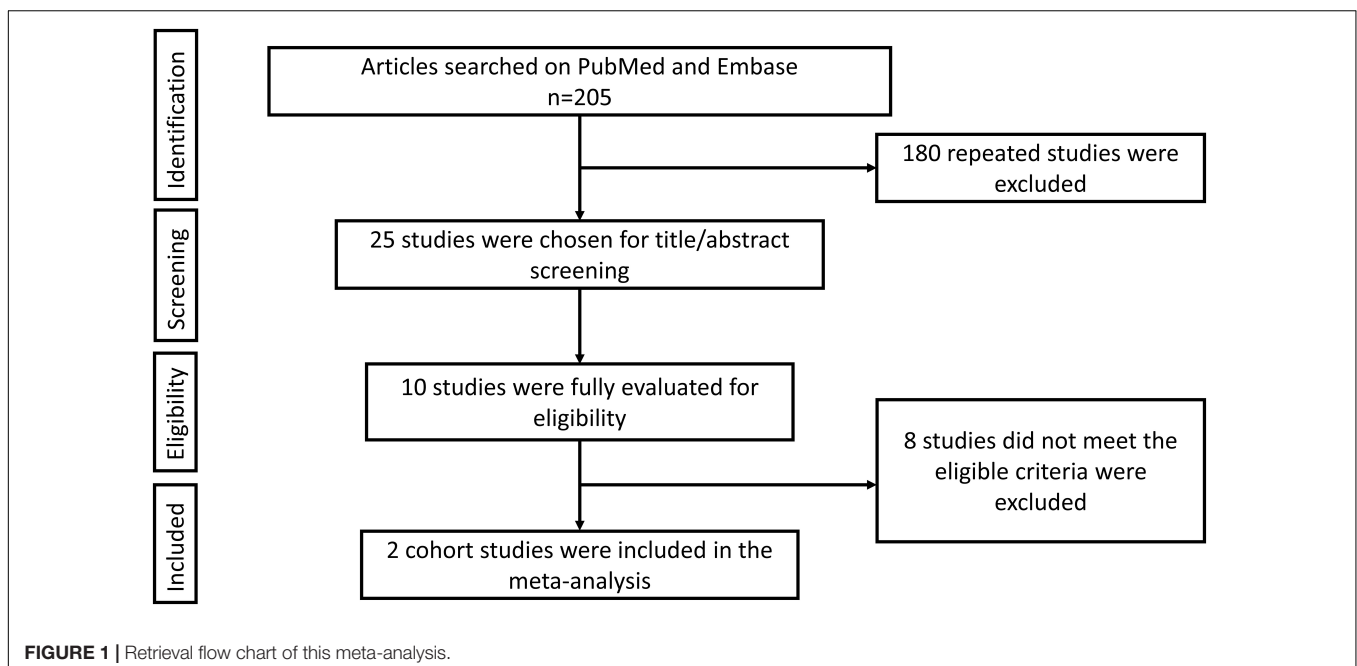 Identification
Articles searched on PubMed and Embase
n=205
180 repeated studies were
excluded
Screening
25 studies were chosen for title/abstract
screening
Eligibility
10 studies were fully evaluated for
eligibility
8 studies did not meet the
eligible criteria were
excluded
Included
2 cohort studies were included in the
meta-analysis
FIGURE 1 | Retrieval flow chart of this meta-analysis.